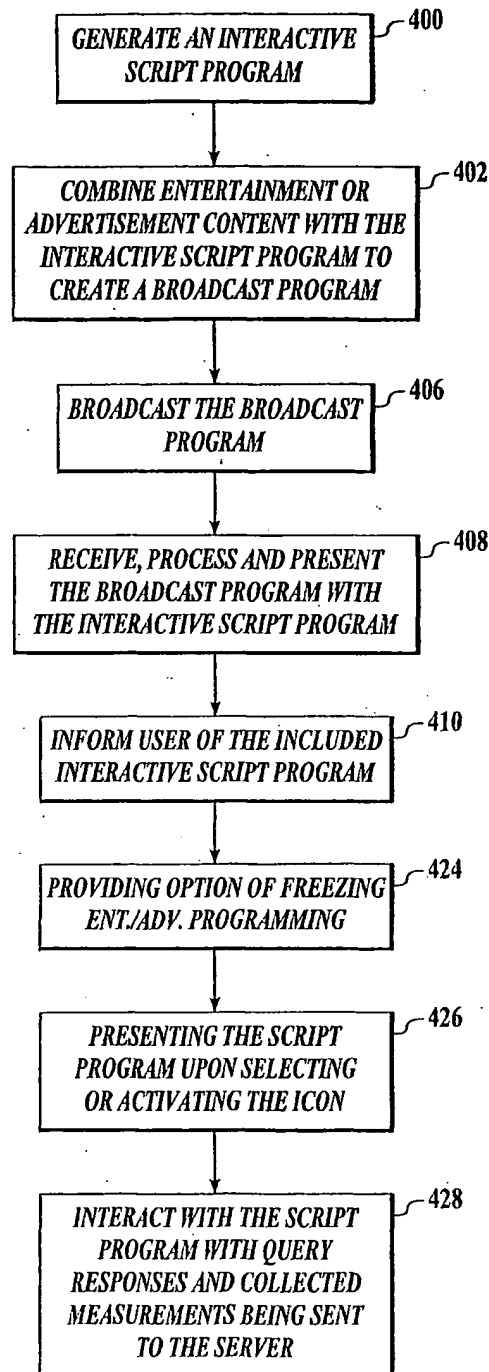 GENERATE AN INTERACTIVE
SCRIPT PROGRAM
400
COMBINE ENTERTAINMENT OR
ADVERTISEMENT CONTENT WITH THE
INTERACTIVE SCRIPT PROGRAM TO
CREATE A BROADCAST PROGRAM
402
BROADCAST THE BROADCAST
PROGRAM
406
RECEIVE, PROCESS AND PRESENT
THE BROADCAST PROGRAM WITH
THE INTERACTIVE SCRIPT PROGRAM
408
INFORM USER OF THE INCLUDED
INTERACTIVE SCRIPT PROGRAM
410
PROVIDING OPTION OF FREEZING
ENT./ADV. PROGRAMMING
424
PRESENTING THE SCRIPT
PROGRAM UPON SELECTING
OR ACTIVATING THE ICON
426
INTERACT WITH THE SCRIPT
PROGRAM WITH QUERY
RESPONSES AND COLLECTED
MEASUREMENTS BEING SENT
TO THE SERVER
428